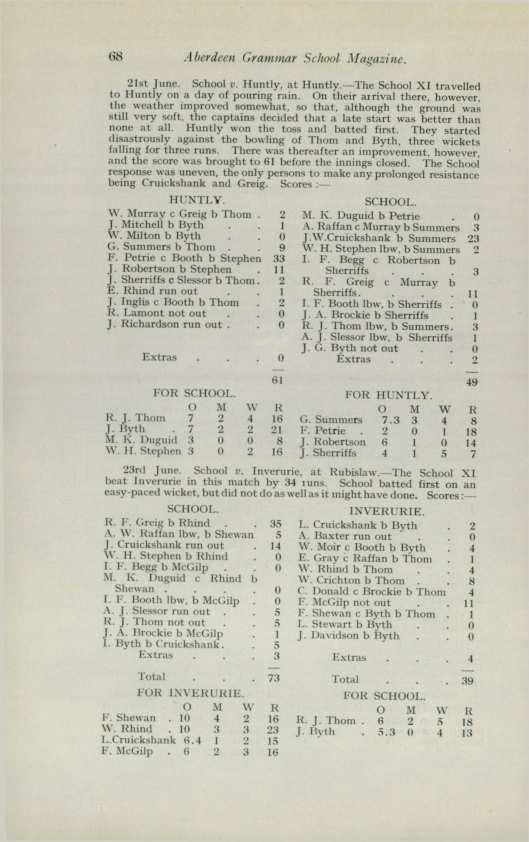 68 Aberdeen Grammar School Magazine.
21st June. School v. Huntly, at Huntly.—The School XI travelled
to Huntly on a day of pouring rain. On their arrival there, however,
the weather improved somewhat, so that, although the ground was
still very soft, the captains decided that a late start was better than
none at all. Huntly won the toss and batted first. They started
disastrously against the bowling of Thom and Byth, three wickets
falling for three runs. There was thereafter an improvement, however,
and the score was brought to 61 before the innings closed. The School
response was uneven, the only persons to make any prolonged resistance
being Cruickshank and Greig. Scores :—
HUNTLY.
W. Murray c Greig b Thom . 2
J. Mitchell b Byth . . 1
W. Milton b Byth . . 0
G. Summers b Thom . . 9
F. Petrie c Booth b Stephen 33
J. Robertson b Stephen . 11
J. Sherriffs c Slessor b Thom . 2
E. Rhind run out . . 1
J. Inglis c Booth b Thom . 2
R. Lamont not out . . 0
J. Richardson run out . . 0
Extras . . . 0
61
SCHOOL.
M. K. Duguid b Petrie . 0
A. Raffan c Murray b Summers 3
J.W.Cruickshank b Summers 23
W. H. Stephen lbw, b Summers 2
I. F. Begg c Robertson b
Sherriffs . . . 3
R. F. Greig c Murray b
Sherriffs . . . 11
I. F. Booth lbw, b Sherriffs . 0
J. A. Brockie b Sherriffs . 1
R. J. Thom lbw, b Summers . 3
A. J. Slessor lbw, b Sherriffs 1
J. G. Byth not out . . 0
Extras . . . 2
49
FOR SCHOOL.
O M W R
R. J. Thom 7 2 4 16
J. Byth . 7 2 2 21
M. K. Duguid 3 0 0 8
W. H. Stephen 3 0 2 16
FOR HUNTLY.
O M W R
G. Summers 7.3 3 4 8
F. Petrie . 2 0 1 18
J. Robertson 6 1 0 14
J. Sherriffs 4 1 5 7
23rd June. School v. Inverurie, at Rubislaw.—The School XI
beat Inverurie in this match by 34 runs. School batted first on an
easy-paced wicket, but did not do as well as it might have done. Scores :—
SCHOOL.
R. F. Greig b Rhind . . 35
A. W. Raffan lbw, b Shewan 5
J. Cruickshank run out . 14
W. H. Stephen b Rhind . 0
I. F. Begg b McGilp . . 0
M. K. Duguid c Rhind b
Shewan . . . . 0
I. F. Booth lbw, b McGilp . 0
A. J. Slessor run out . . 5
R. J. Thom not out . . 5
J. A. Brockie b McGilp . 1
I. Byth b Cruickshank . . 5
Extras . . . 3
Total . . . 73
INVERURIE.
L. Cruickshank b Byth . 2
A. Baxter run out . . 0
W. Moir c Booth b Byth . 4
E. Gray c Raffan b Thom . 1
W. Rhind b Thom . . 4
W. Crichton b Thom . . 8
C. Donald c Brockie b Thom 4
F. McGilp not out . . 11
F. Shewan c Byth b Thom . 1
L. Stewart b Byth . . 0
J. Davidson b Byth . . 0
Extras . . . 4
Total . . . 39
FOR INVERURIE.
O M W R
F. Shewan . 10 4 2 16
W. Rhind . 10 3 3 23
L.Cruickshank 6.4 1 2 15
F. McGilp . 6 2 3 16
FOR SCHOOL.
O M W R
R. J. Thom . 6 2 5 18
J. Byth . 5.3 0 4 13